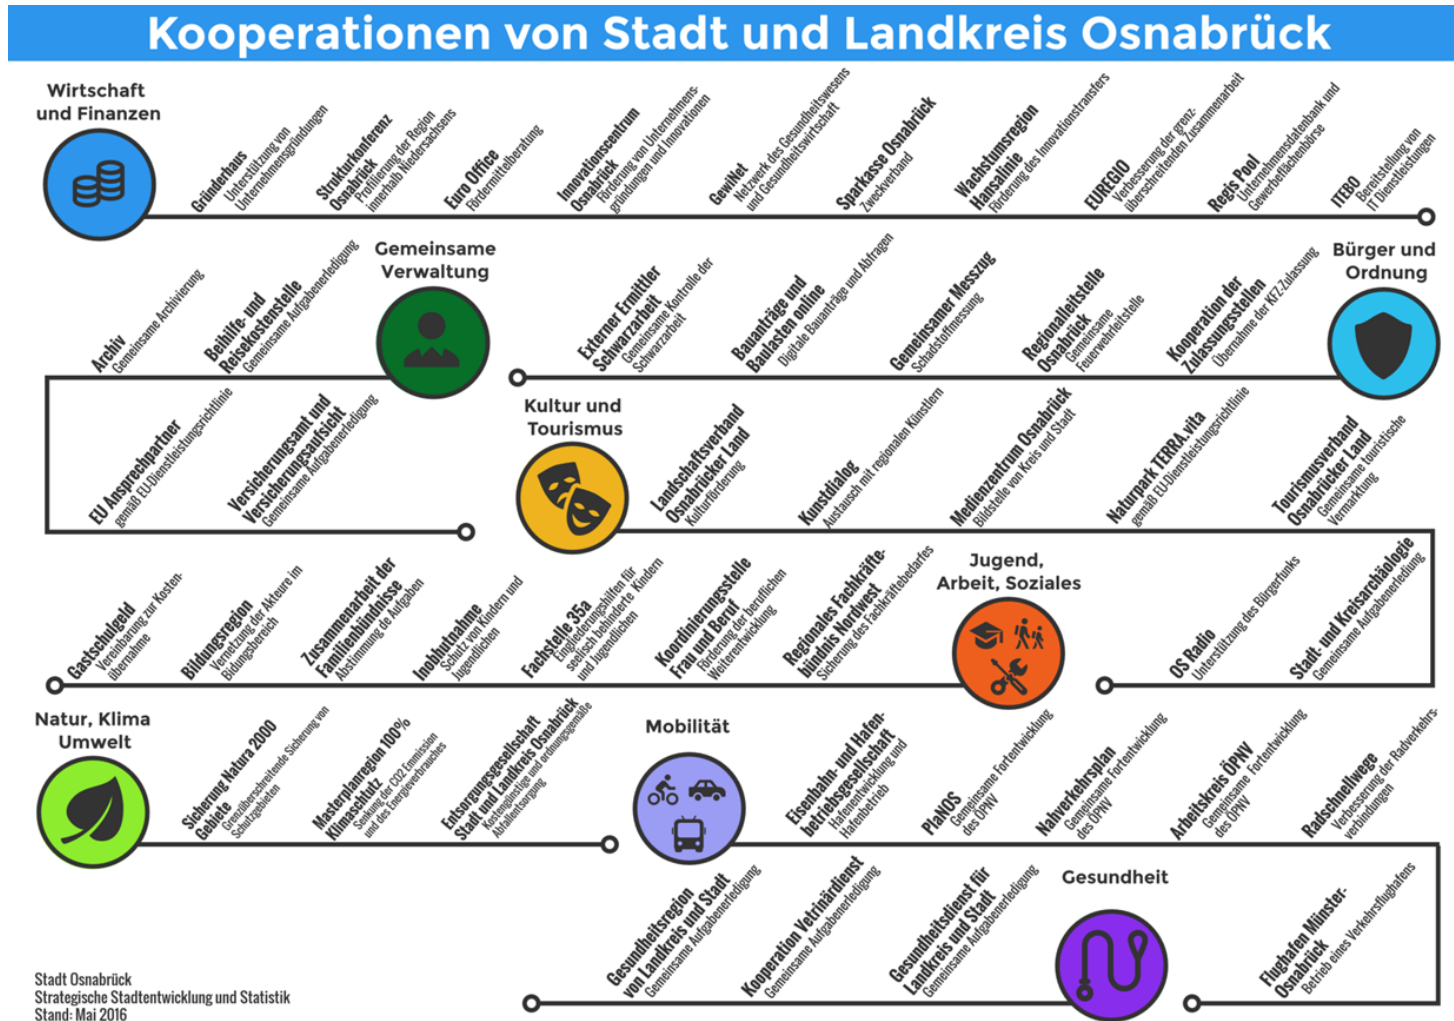 Kooperationen von Stadt und Landkreis Osnabrück
Wirtschaft
und Finanzen
Gründerhaus
Unterstützung von
Unternehmensgründungen
Strukturkonferenz
Osnabrück
Profilierung der Region
innerhalb Niedersachsens
Euro Office
Fördermittelberatung
Innovationscentrum
Osnabrück
Förderung von Unternehmens-
gründungen und Innovationen
GewiNet
Netzwerk des Gesundheitswesens
und Gesundheitswirtschaft
Sparkasse Osnabrück
Zweckverband
Wachstumsregion
Hansalinie
Förderung des Innovationstransfers
EUREGIO
Verbesserung der grenz-
überschreitenden Zusammenarbeit
Regis Pool
Unternehmensdatenbank und
Gewerbeflächenbörse
ITEBO
Bereitstellung von
IT Dienstleistungen
Gemeinsame
Verwaltung
Archiv
Gemeinsame Archivierung
Beihilfe- und
Reisekostenstelle
Gemeinsame Aufgabenerledigung
EU Ansprechpartner
gemäß EU-Dienstleistungsrichtlinie
Versicherungsamt und
Versicherungsaufsicht
Gemeinsame Aufgabenerledigung
Bürger und
Ordnung
Externer Ermittler
Schwarzarbeit
Gemeinsame Kontrolle der
Schwarzarbeit
Bauanträge und
Baulasten online
Digitale Bauanträge und Abfragen
Gemeinsamer Messzug
Schadstoffmessung
Regionalleitstelle
Osnabrück
Gemeinsame
Feuerwehrleitstelle
Kooperation der
Zulassungsstellen
Übernahme der KFZ-Zulassung
Kultur und
Tourismus
Landschaftsverband
Osnabrücker Land
Kulturförderung
Kunstdialog
Austausch mit regionalen Künstlern
Medienzentrum Osnabrück
Bildstelle von Kreis und Stadt
Naturpark TERRA.vita
gemäß EU-Dienstleistungsrichtlinie
Tourismusverband
Osnabrücker Land
Gemeinsame touristische
Vermarktung
OS Radio
Unterstützung des Bürgerfunks
Stadt- und Kreisarchäologie
Gemeinsame Aufgabenerlediung
Jugend,
Arbeit, Soziales
Gastschulgeld
Vereinbarung zur Kosten-
übernahme
Bildungsregion
Vernetzung der Akteure im
Bidungsbereich
Zusammenarbeit der
Familienbündnisse
Abstimmung de Aufgaben
Inobhutnahme
Schutz von Kindern und
Jugendlichen
Fachstelle 35a
Eingliederungshilfen für
seelisch behinderte Kindern
und Jugendlichen
Koordinierungsstelle
Frau und Beruf
Förderung der beruflichen
Weiterentwicklung
Regionales Fachkräfte-
bündnis Nordwest
Sicherung des Fachkräftebedarfes
Natur, Klima
Umwelt
Sicherung Natura 2000
Gebiete
Grenzüberschreitende Sicherung von
Schutzgebieten
Masterplanregion 100%
Klimaschutz
Senkung der CO2 Emmission
und des Energieverbrauches
Entsorgungsgesellschaft
Stadt und Landkreis Osnabrück
Kostengünstige und ordnungsgemäße
Abfallentsorgung
Mobilität
Eisenbahn- und Hafen-
betriebsgesellschaft
Hafenentwicklung und
Hafenbetrieb
PlaNOS
Gemeinsame Fortentwicklung
des ÖPNV
Nahverkehrsplan
Gemeinsame Fortentwicklung
des ÖPNV
Arbeitskreis ÖPNV
Gemeinsame Fortentwicklung
des ÖPNV
Radschnellwege
Verbesserung der Radverkehrs-
verbindungen
Flughafen Münster-
Osnabrück
Betrieb eines Verkehrsflughafens
Gesundheit
Gesundheitsregion
von Landkreis und Stadt
Gemeinsame Aufgabenerledigung
Kooperation Vetrinärdienst
Gemeinsame Aufgabenerledigung
Gesundheitsdienst für
Landkreis und Stadt
Gemeinsame Aufgabenerledigung
Stadt Osnabrück
Strategische Stadtentwicklung und Statistik
Stand: Mai 2016